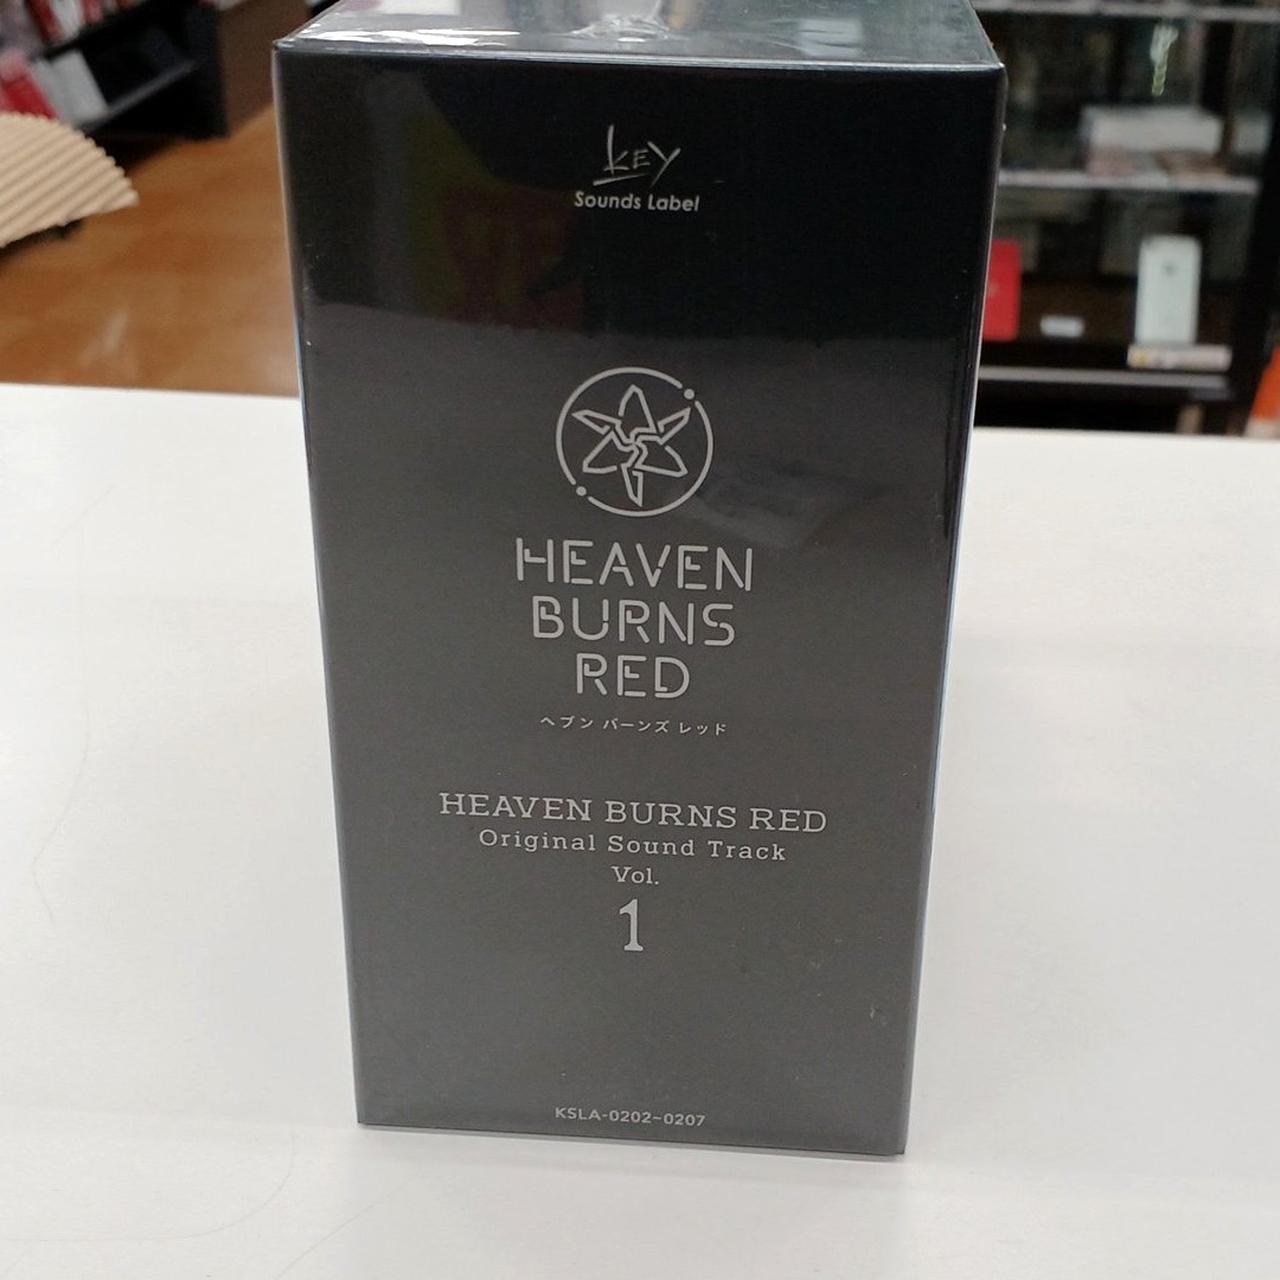 Key
Sounds Label
HEAVEN
BURNS
RED
ヘブン バーンズ レッド
HEAVEN BURNS RED
Original Sound Track
Vol.
1
KSLA-0202~0207